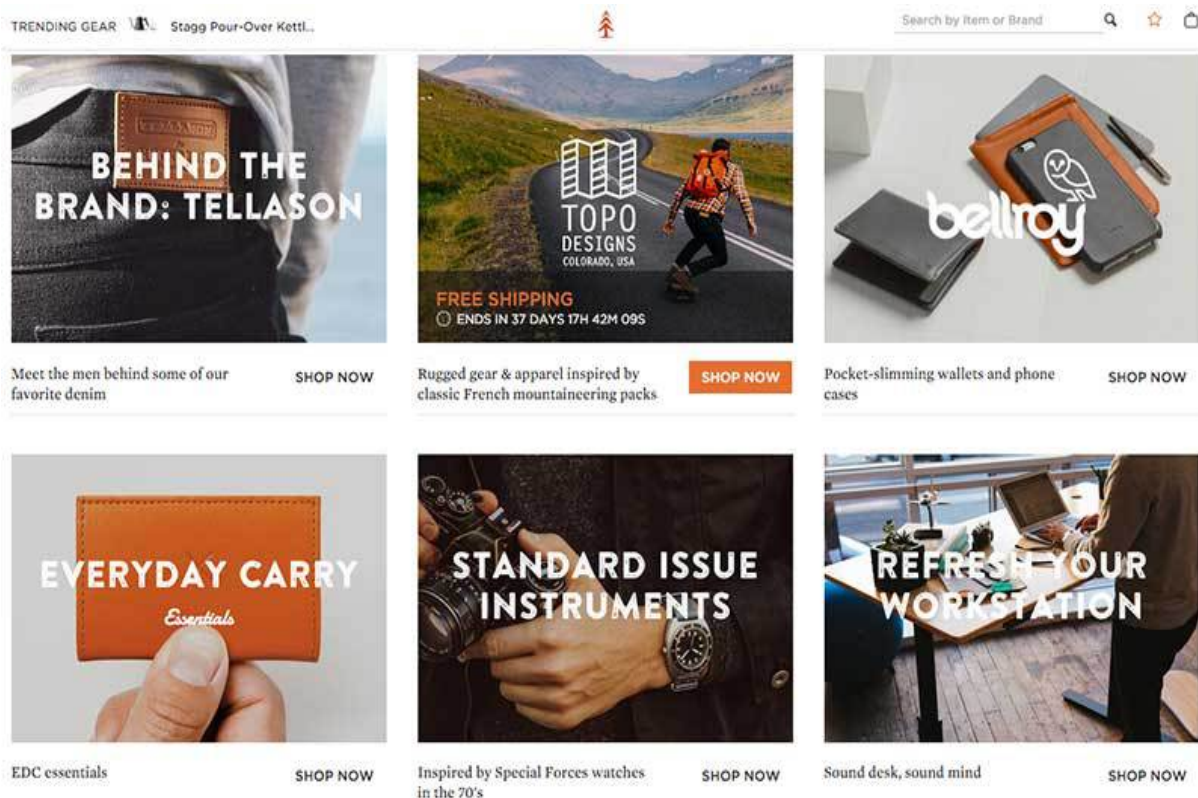 TRENDING GEAR Stagg Pour-Over Kettl...
Search by Item or Brand
BEHIND THE
BRAND: TELLASON
Meet the men behind some of our
favorite denim
SHOP NOW
TOPO
DESIGNS
COLORADO, USA
FREE SHIPPING
ENDS IN 37 DAYS 17H 42M 09S
Rugged gear & apparel inspired by
classic French mountaineering packs
SHOP NOW
bellroy
Pocket-slimming wallets and phone
cases
SHOP NOW
EVERYDAY CARRY
Essentials
EDC essentials
SHOP NOW
STANDARD ISSUE
INSTRUMENTS
Inspired by Special Forces watches
in the 70's
SHOP NOW
REFRESH YOUR
WORKSTATION
Sound desk, sound mind
SHOP NOW